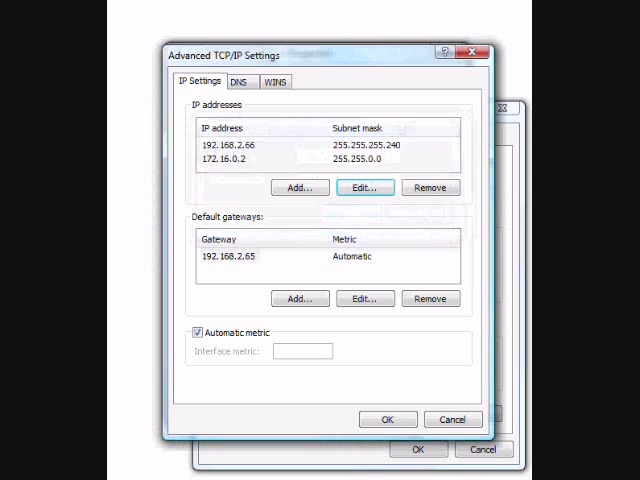 Advanced TCP/IP Settings
IP Settings DNS WINS
IP addresses
IP address Subnet mask
192.168.2.66 255.255.255.240
172.16.0.2 255.255.0.0
Add... Edit... Remove
Default gateways:
Gateway Metric
192.168.2.65 Automatic
Add... Edit... Remove
Automatic metric
Interface metric:
OK Cancel
OK Cancel